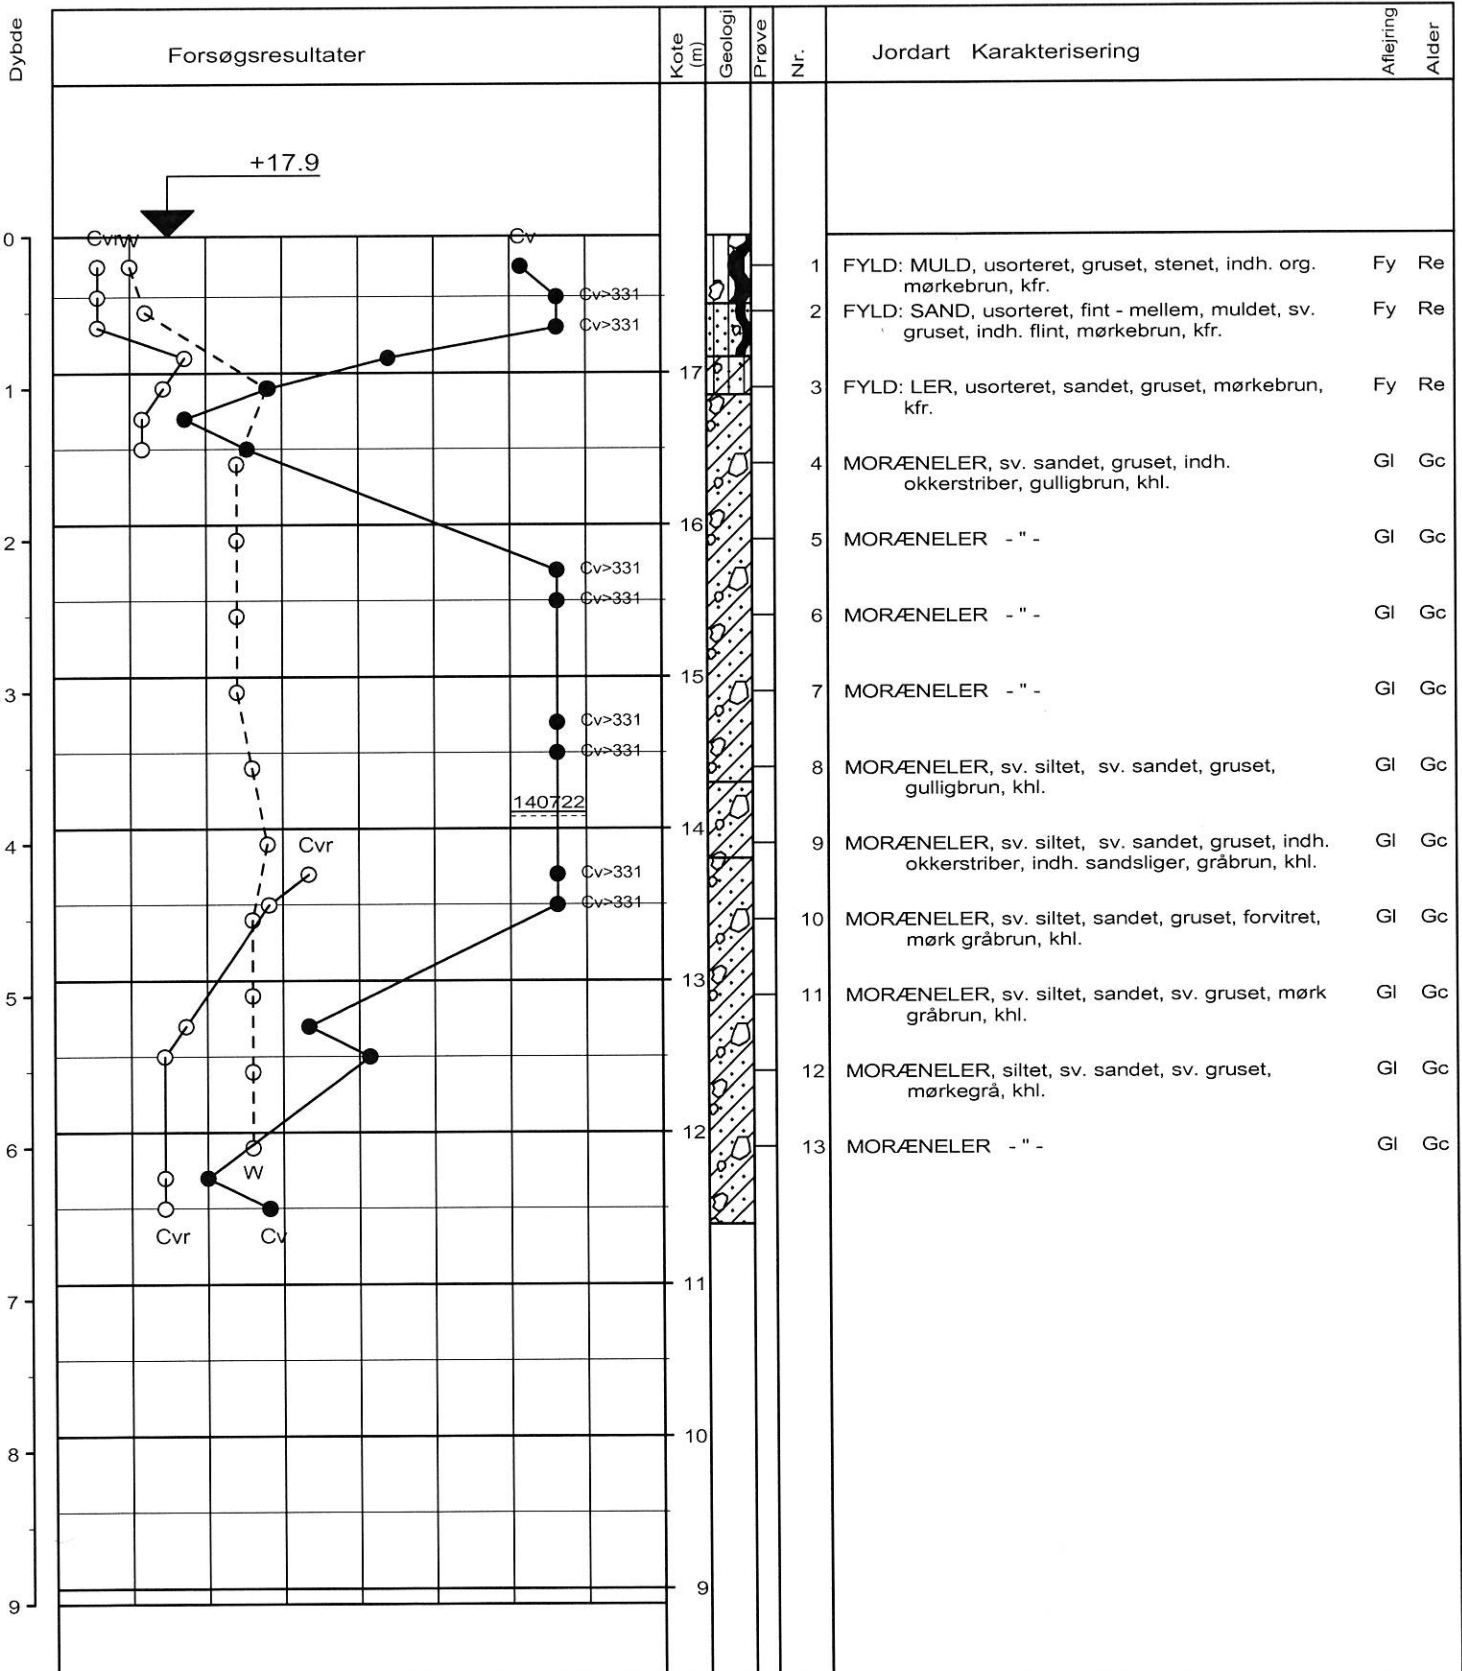 Dybde
Forsøgsresultater
Kote
(m)
Geologi
Prøve
Nr.
Jordart Karakterisering
Aflejring
Alder
+17.9
0
Cvr
W
Cv
1 FYLD: MULD, usorteret, gruset, stenet, indh. org. Fy Re
mørkebrun, kfr.
Cv>331
2 FYLD: SAND, usorteret, fint - mellem, muldet, sv. Fy Re
gruset, indh. flint, mørkebrun, kfr.
Cv>331
17
1
3 FYLD: LER, usorteret, sandet, gruset, mørkebrun, Fy Re
kfr.
4 MORÆNELER, sv. sandet, gruset, indh. Gl Gc
okkerstriber, gulligbrun, khl.
16
2
5 MORÆNELER - " - Gl Gc
Cv>331
Cv>331
6 MORÆNELER - " - Gl Gc
15
3
7 MORÆNELER - " - Gl Gc
Cv>331
Cv>331
8 MORÆNELER, sv. siltet, sv. sandet, gruset, Gl Gc
gulligbrun, khl.
140722
14
4
Cvr
9 MORÆNELER, sv. siltet, sv. sandet, gruset, indh. Gl Gc
okkerstriber, indh. sandsliger, gråbrun, khl.
Cv>331
Cv>331
10 MORÆNELER, sv. siltet, sandet, gruset, forvitret, Gl Gc
mørk gråbrun, khl.
13
5
11 MORÆNELER, sv. siltet, sandet, sv. gruset, mørk Gl Gc
gråbrun, khl.
12 MORÆNELER, siltet, sv. sandet, sv. gruset, Gl Gc
mørkegrå, khl.
12
6
13 MORÆNELER - " - Gl Gc
W
Cvr
Cv
11
7
10
8
9
9